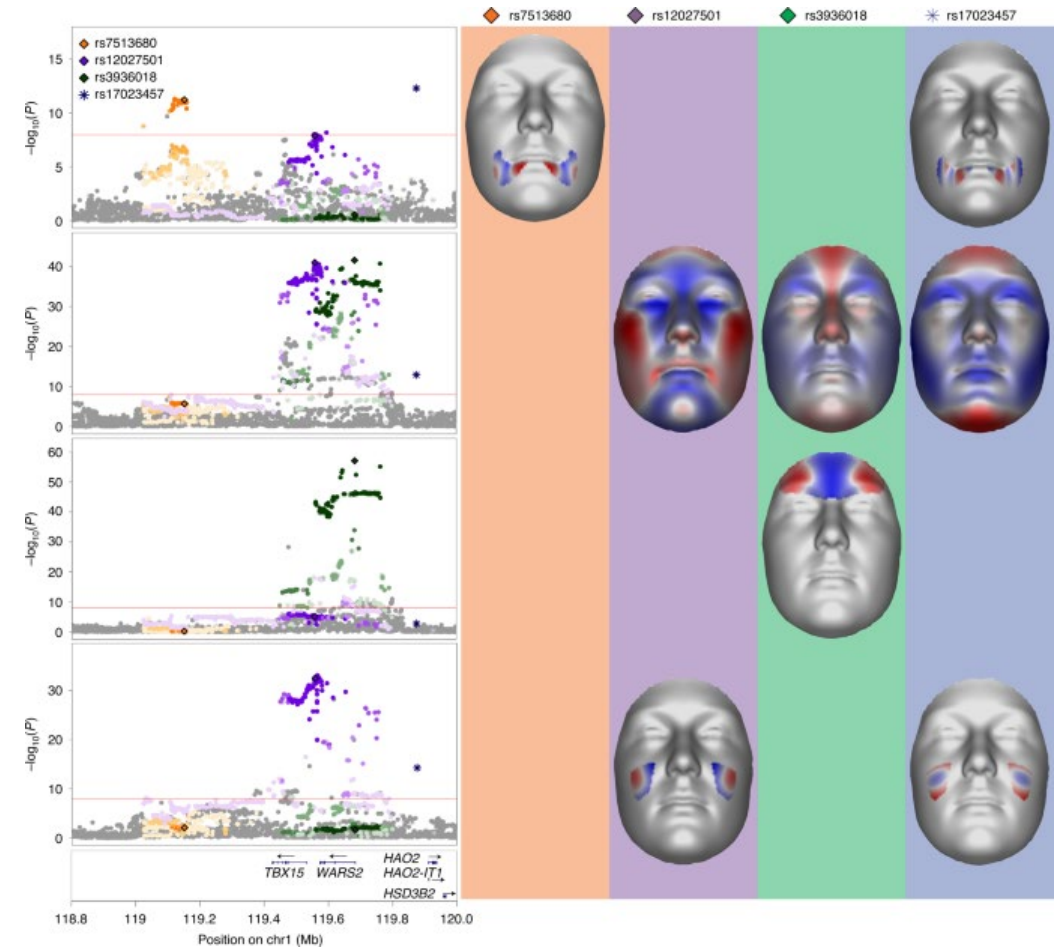 rs7513680 rs12027501 rs3936018 rs17023457
rs7513680
rs12027501
rs3936018
rs17023457
15
10
5
0
–log10(P)
40
30
20
10
0
–log10(P)
60
50
40
30
20
10
0
–log10(P)
30
20
10
0
–log10(P)
TBX15 WARS2 HAO2
HAO2-IT1
HSD3B2
118.8 119 119.2 119.4 119.6 119.8 120.0
Position on chr1 (Mb)